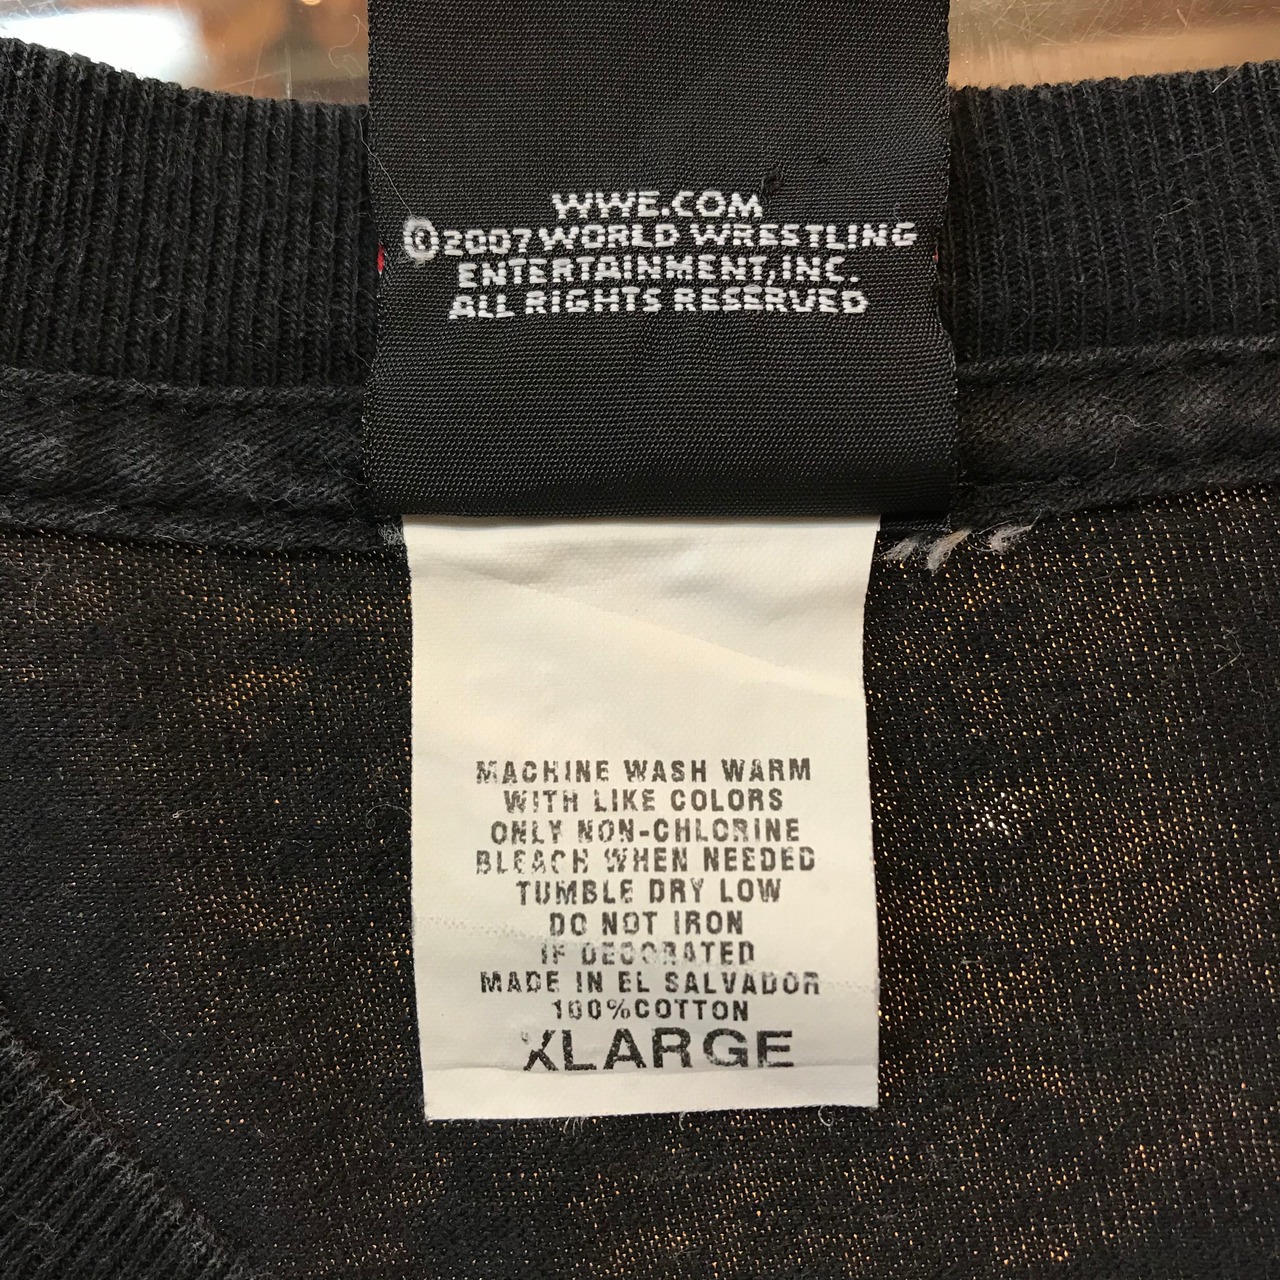 WWE.COM
©2007 WORLD WRESTLING
ENTERTAINMENT, INC.
ALL RIGHTS RESERVED
MACHINE WASH WARM
WITH LIKE COLORS
ONLY NON-CHLORINE
BLEACH WHEN NEEDED
TUMBLE DRY LOW
DO NOT IRON
IF DECORATED
MADE IN EL SALVADOR
100%COTTON
XLARGE